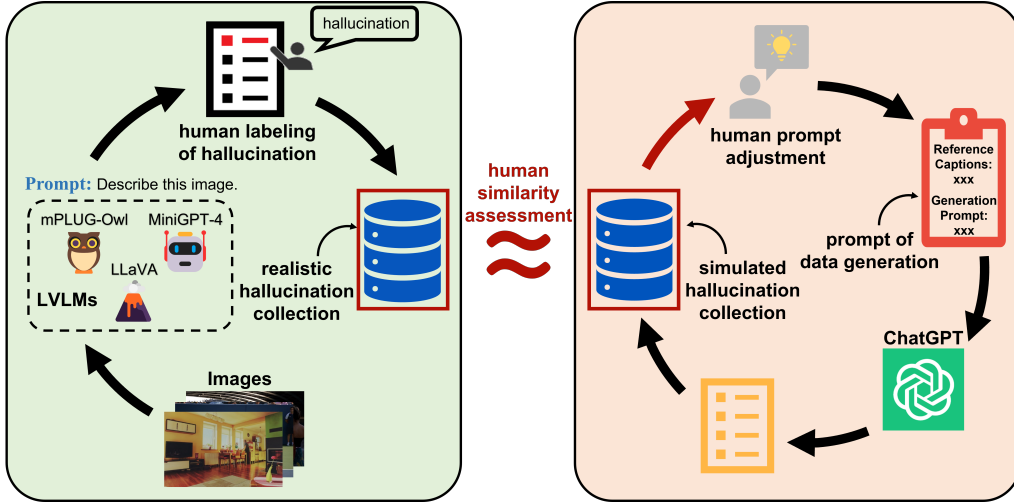 hallucination
human labeling
of hallucination
Prompt: Describe this image.
mPLUG-Owl
MiniGPT-4
LLaVA
LVLMs
realistic
hallucination
collection
Images
human
similarity
assessment
human prompt
adjustment
Reference
Captions:
xxx
Generation
Prompt:
xxx
prompt of
data generation
simulated
hallucination
collection
ChatGPT